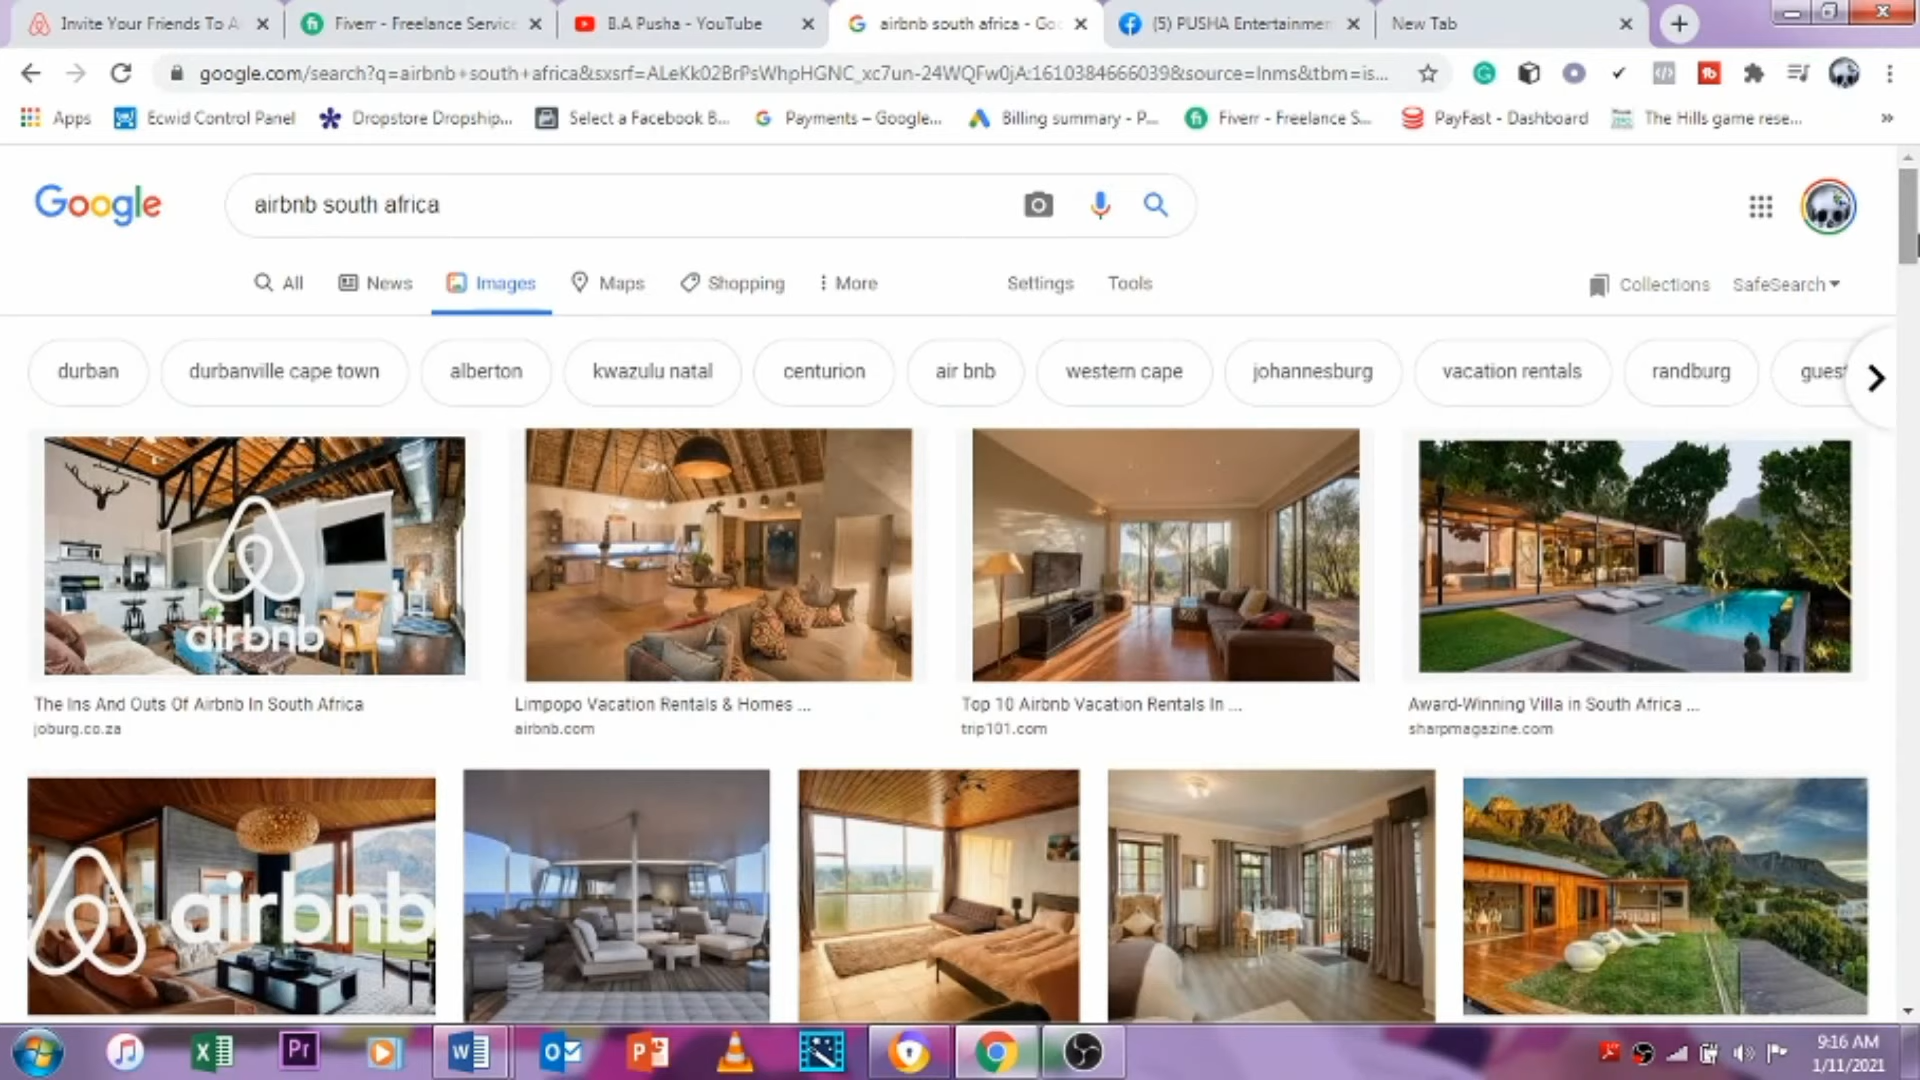 Invite Your Friends To A
Fiverr - Freelance Service
B.A Pusha - YouTube
airbnb south africa - Goo
(5) PUSHA Entertainmen
New Tab
google.com/search?q=airbnb+south+africa&sxsrf=ALeKk02BrPsWhpHGNC_xc7un-24WQFw0jA:1610384666039&source=lnms&tbm=is...
Apps
Ecwid Control Panel
Dropstore Dropship...
Select a Facebook B...
Payments – Google...
Billing summary - P...
Fiverr - Freelance S...
PayFast - Dashboard
The Hills game rese...
»
Google
airbnb south africa
All
News
Images
Maps
Shopping
More
Settings
Tools
Collections
SafeSearch
durban
durbanville cape town
alberton
kwazulu natal
centurion
air bnb
western cape
johannesburg
vacation rentals
randburg
guest
airbnb
The Ins And Outs Of Airbnb In South Africa
joburg.co.za
Limpopo Vacation Rentals & Homes ...
airbnb.com
Top 10 Airbnb Vacation Rentals In ...
trip101.com
Award-Winning Villa in South Africa ...
sharpmagazine.com
airbnb
Pr
9:16 AM
1/11/2021